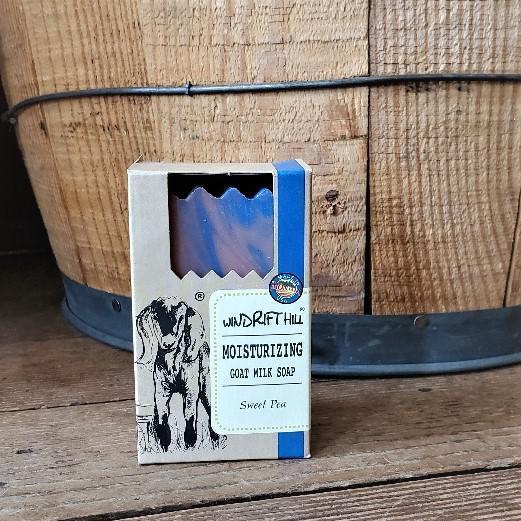 ®
WINDRIFT HILL
MOISTURIZING
GOAT MILK SOAP
Sweet Pea